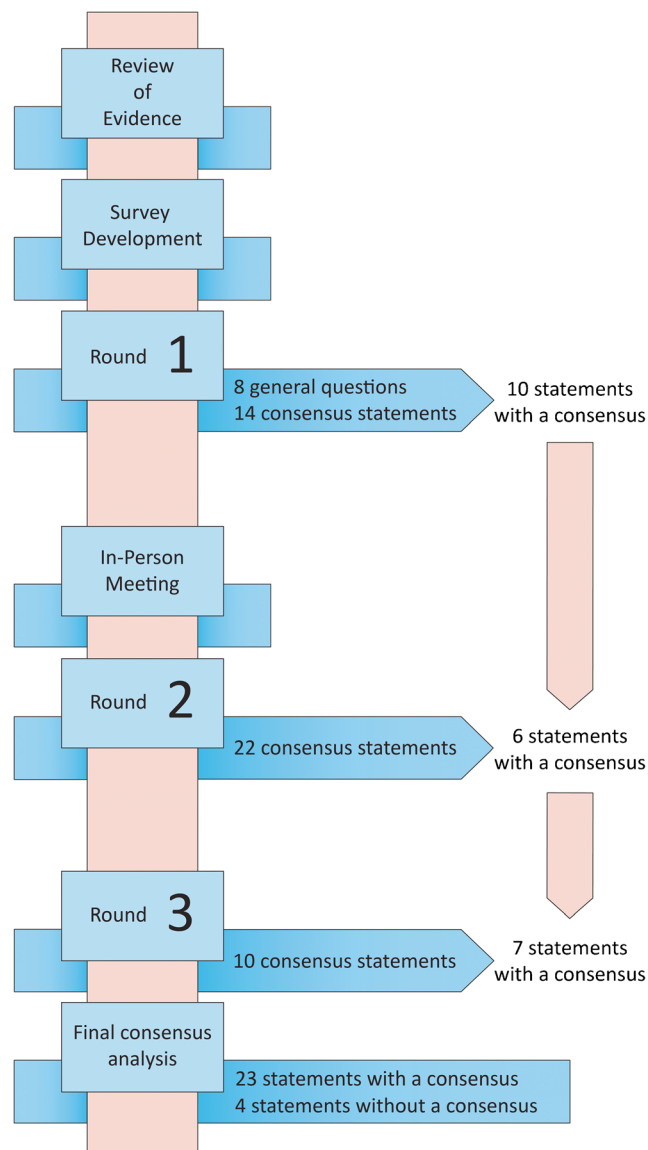 Review
of
Evidence
Survey
Development
Round 1
8 general questions
14 consensus statements
10 statements
with a consensus
In-Person
Meeting
Round 2
22 consensus statements
6 statements
with a consensus
Round 3
10 consensus statements
7 statements
with a consensus
Final consensus
analysis
23 statements with a consensus
4 statements without a consensus